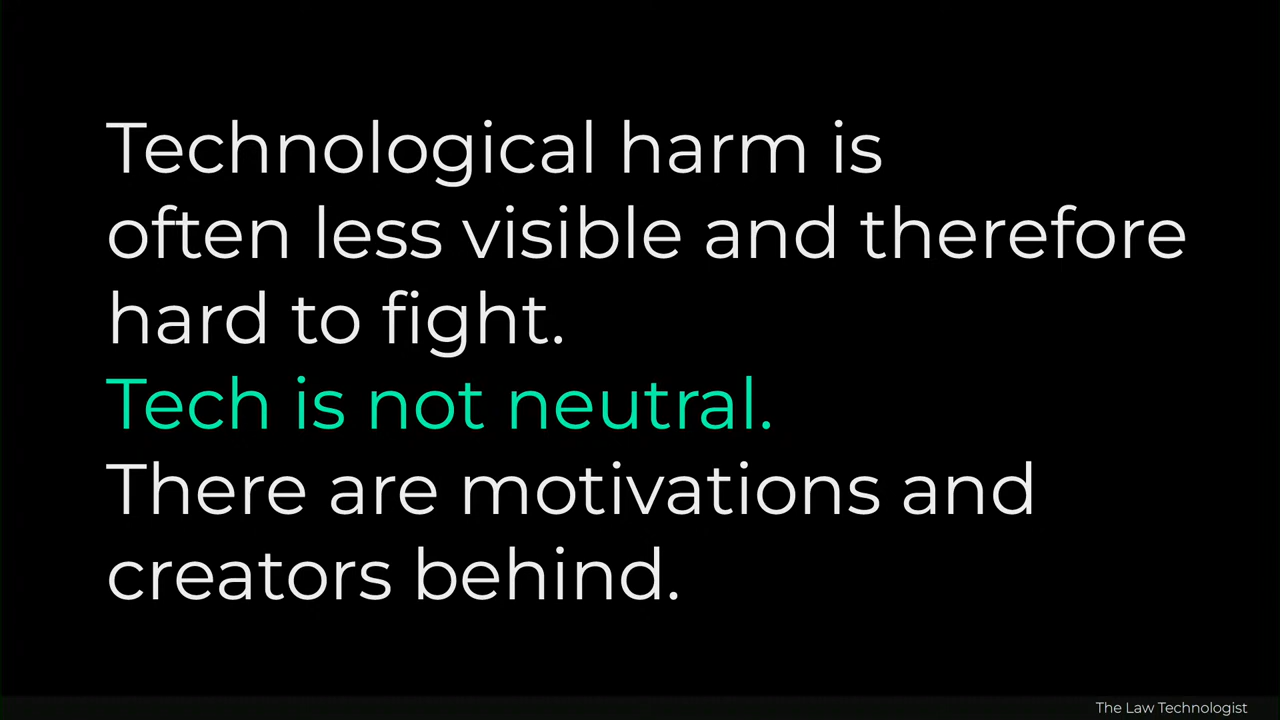 Technological harm is
often less visible and therefore
hard to fight.
Tech is not neutral.
There are motivations and
creators behind.
The Law Technologist